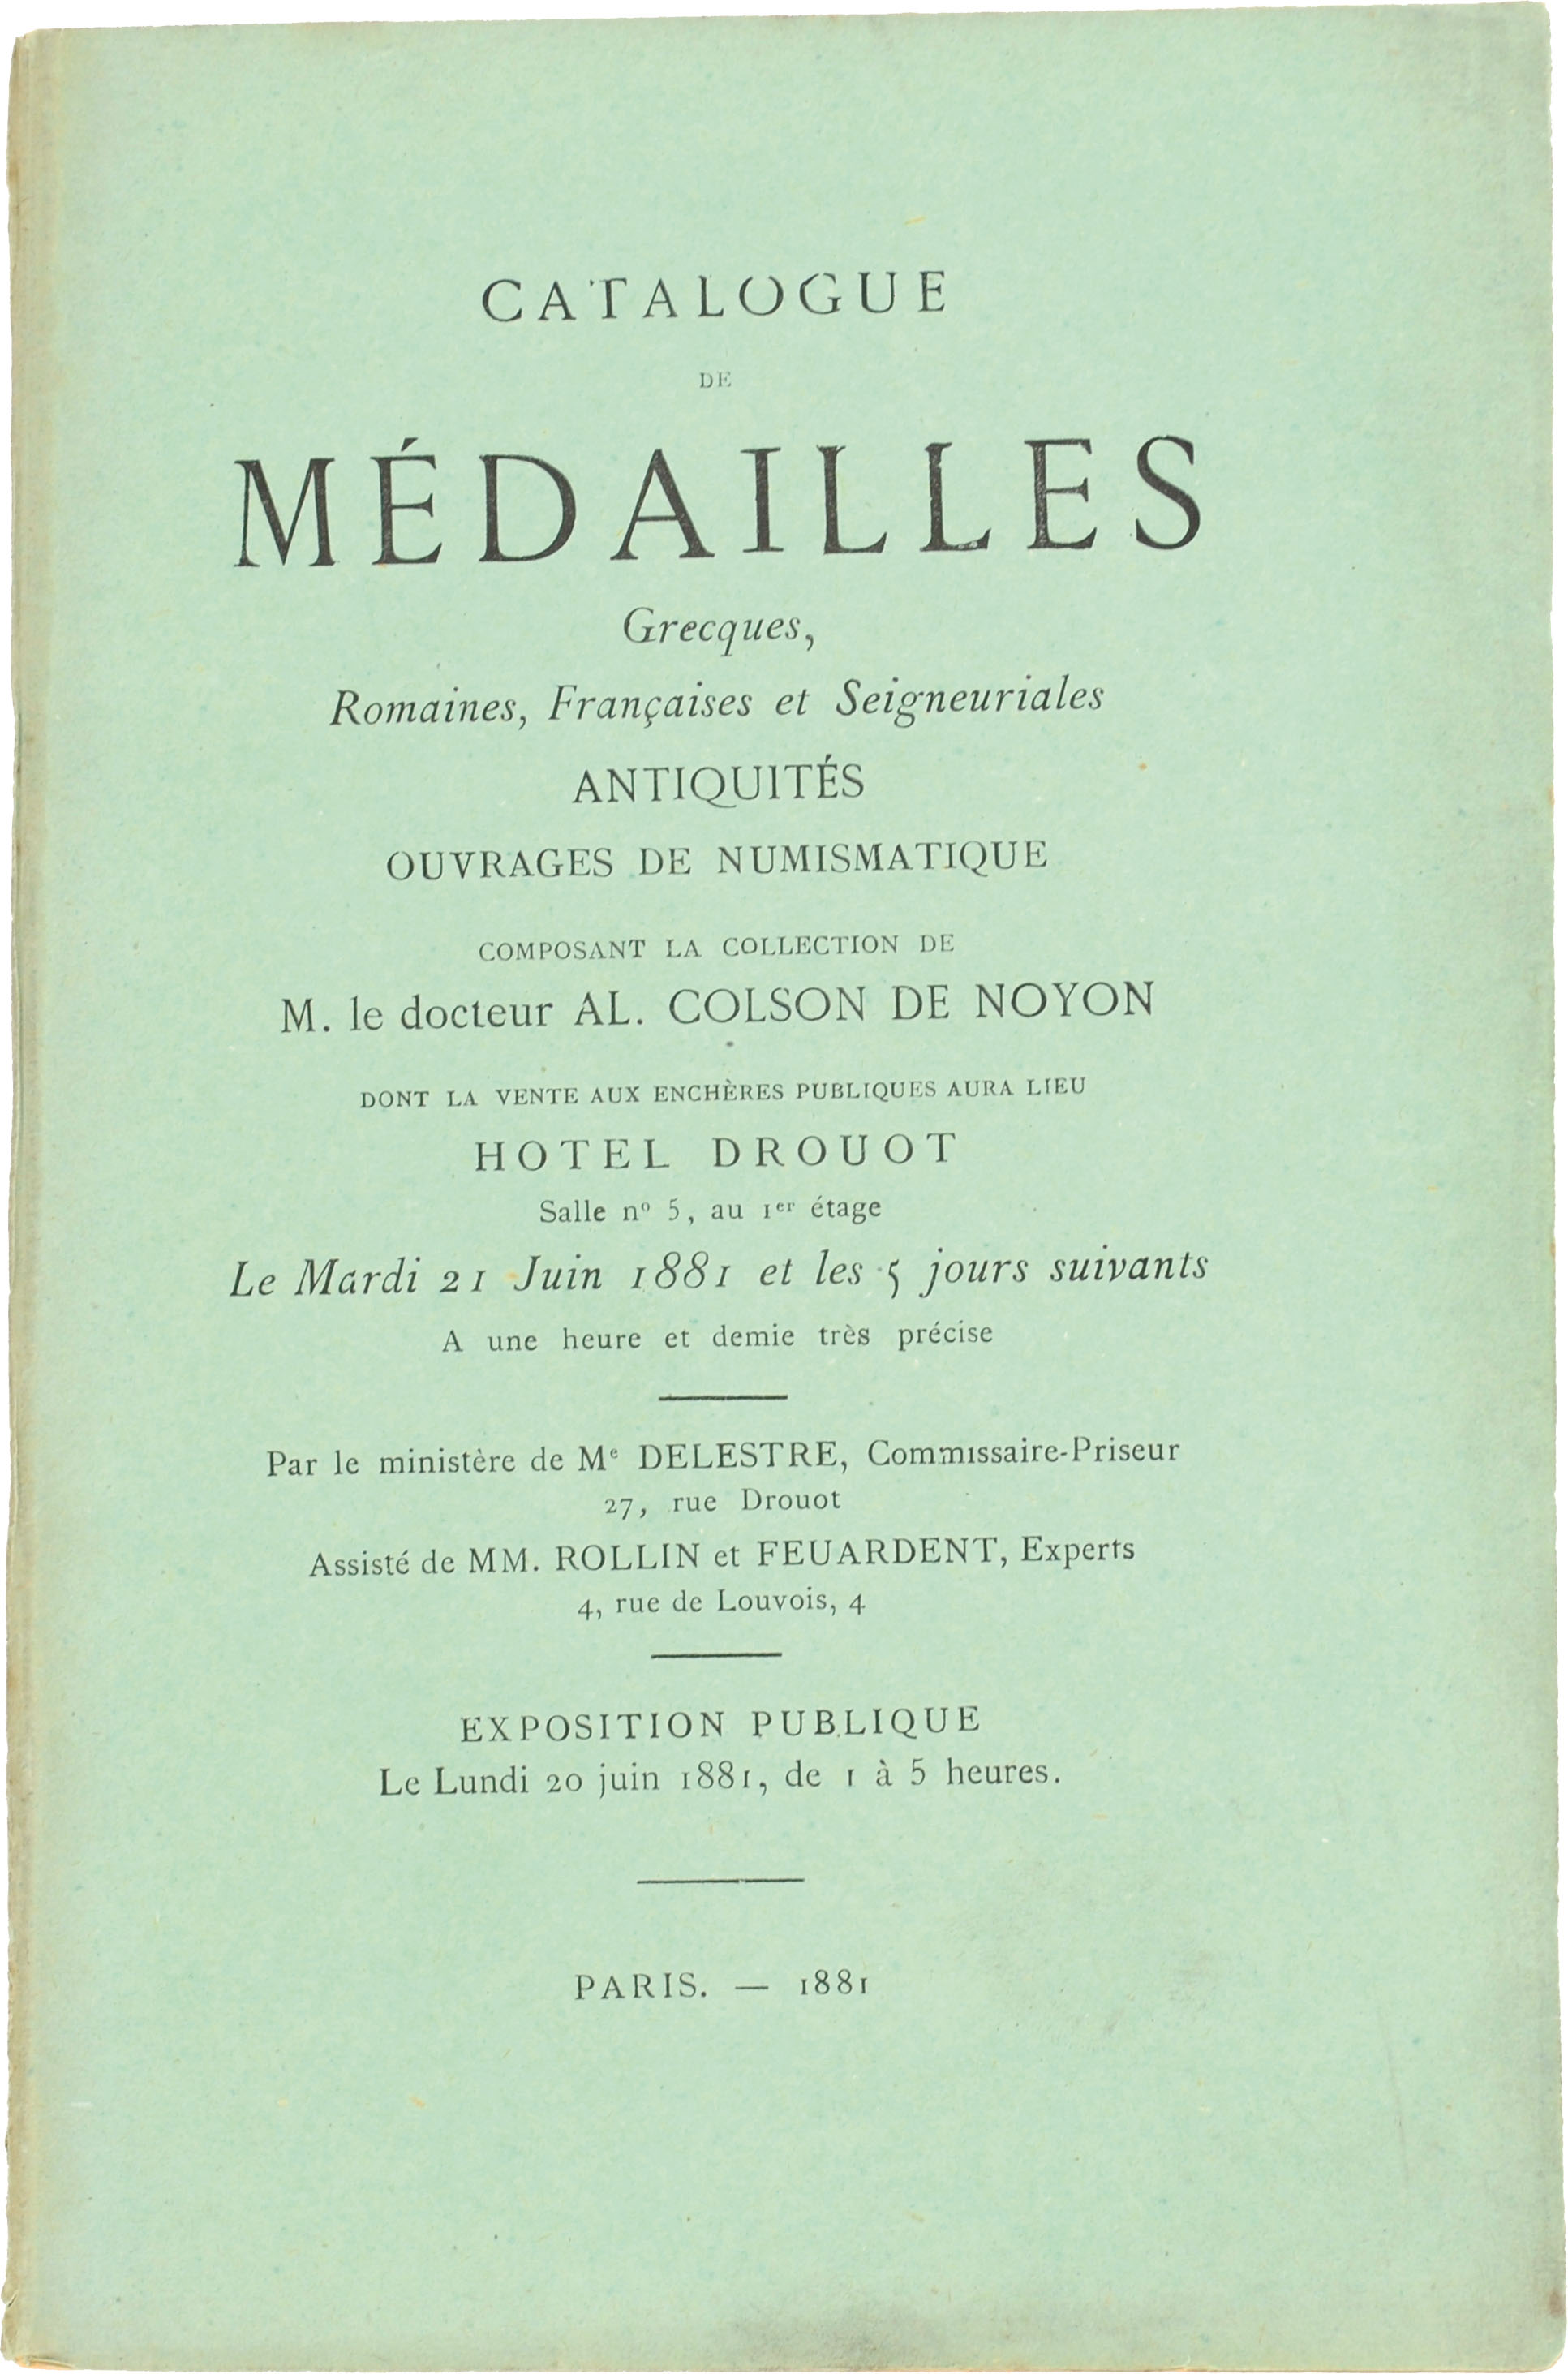 CATALOGUE
DE
MÉDAILLES
Grecques,
Romaines, Françaises et Seigneuriales
ANTIQUITÉS
OUVRAGES DE NUMISMATIQUE
COMPOSANT LA COLLECTION DE
M. le docteur AL. COLSON DE NOYON
DONT LA VENTE AUX ENCHÈRES PUBLIQUES AURA LIEU
HOTEL DROUOT
Salle nº 5, au 1er étage
Le Mardi 21 Juin 1881 et les 5 jours suivants
A une heure et demie très précise
Par le ministère de Me DELESTRE, Commissaire-Priseur
27, rue Drouot
Assisté de MM. ROLLIN et FEUARDENT, Experts
4, rue de Louvois, 4
EXPOSITION PUBLIQUE
Le Lundi 20 juin 1881, de 1 à 5 heures.
PARIS. — 1881